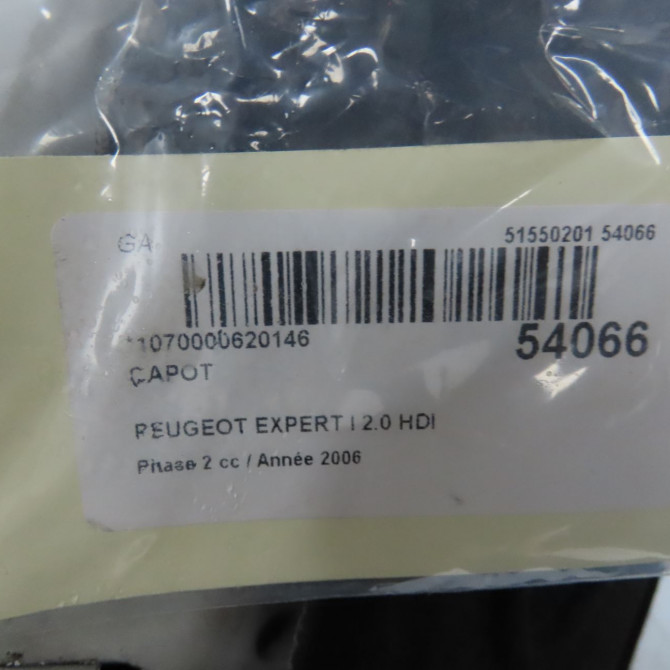 GA
51550201 54066
*1070000620146
54066
CAPOT
PEUGEOT EXPERT I 2.0 HDI
Phase 2 cc / Année 2006